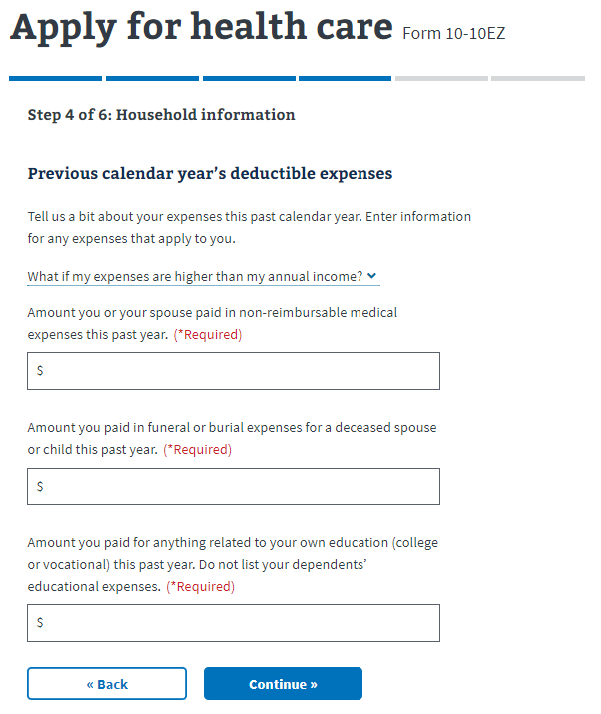 Apply for health care Form 10-10EZ
Step 4 of 6: Household information
Previous calendar year’s deductible expenses
Tell us a bit about your expenses this past calendar year. Enter information
for any expenses that apply to you.
What if my expenses are higher than my annual income?
Amount you or your spouse paid in non-reimbursable medical
expenses this past year. (*Required)
$
Amount you paid in funeral or burial expenses for a deceased spouse
or child this past year. (*Required)
$
Amount you paid for anything related to your own education (college
or vocational) this past year. Do not list your dependents’
educational expenses. (*Required)
$
« Back Continue »